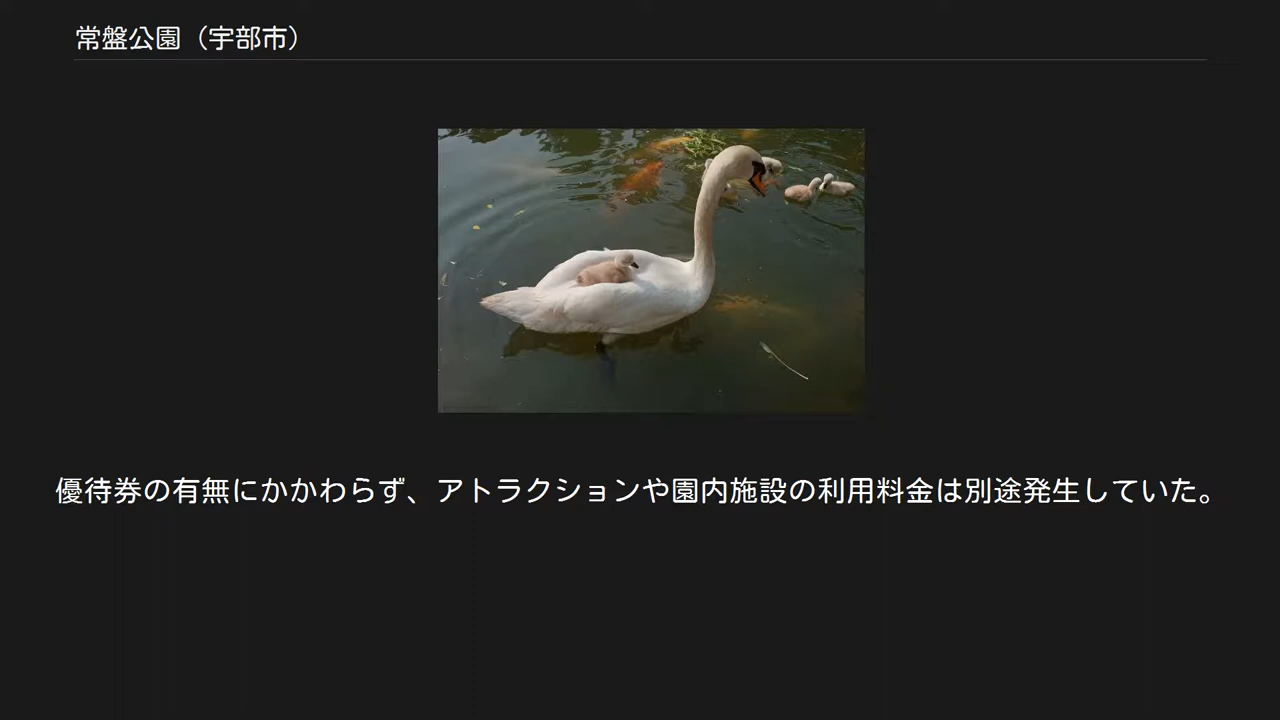 常盤公園（宇部市）
優待券の有無にかかわらず、アトラクションや園内施設の利用料金は別途発生していた。